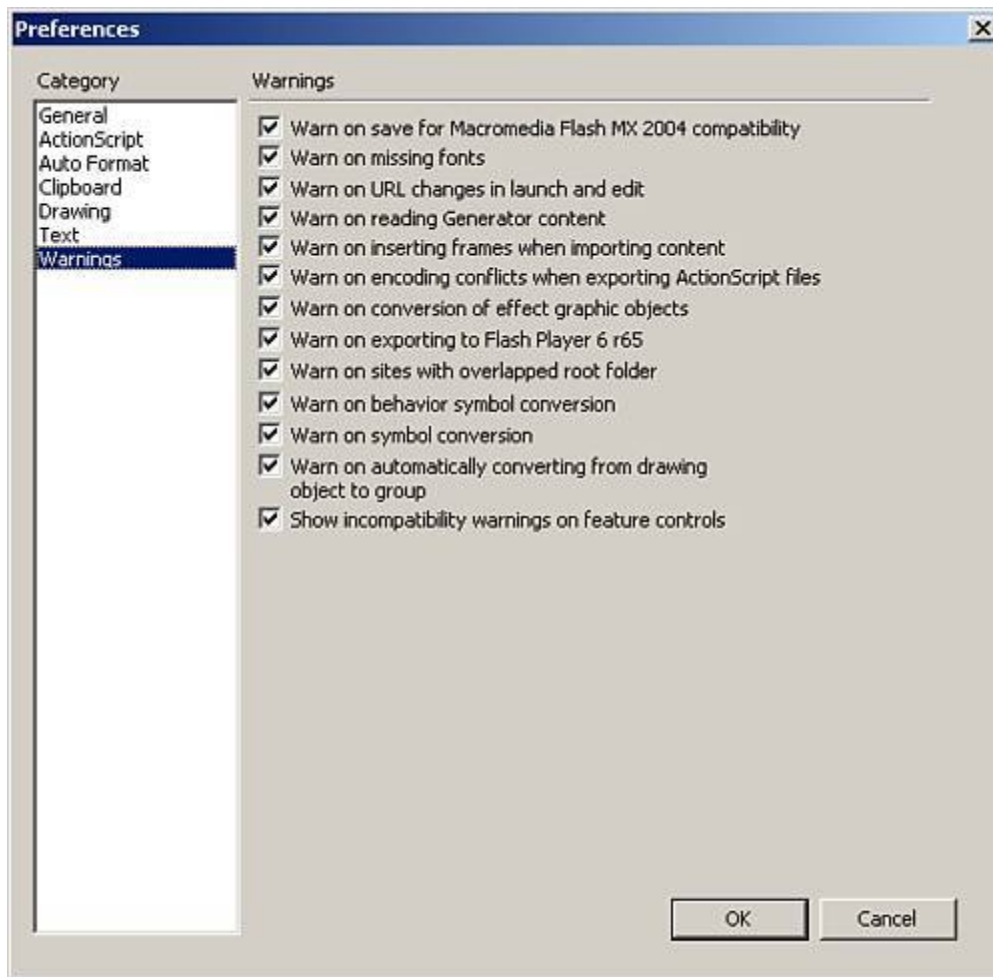 Preferences
Category
General
ActionScript
Auto Format
Clipboard
Drawing
Text
Warnings
Warnings
Warn on save for Macromedia Flash MX 2004 compatibility
Warn on missing fonts
Warn on URL changes in launch and edit
Warn on reading Generator content
Warn on inserting frames when importing content
Warn on encoding conflicts when exporting ActionScript files
Warn on conversion of effect graphic objects
Warn on exporting to Flash Player 6 r65
Warn on sites with overlapped root folder
Warn on behavior symbol conversion
Warn on symbol conversion
Warn on automatically converting from drawing
object to group
Show incompatibility warnings on feature controls
OK
Cancel